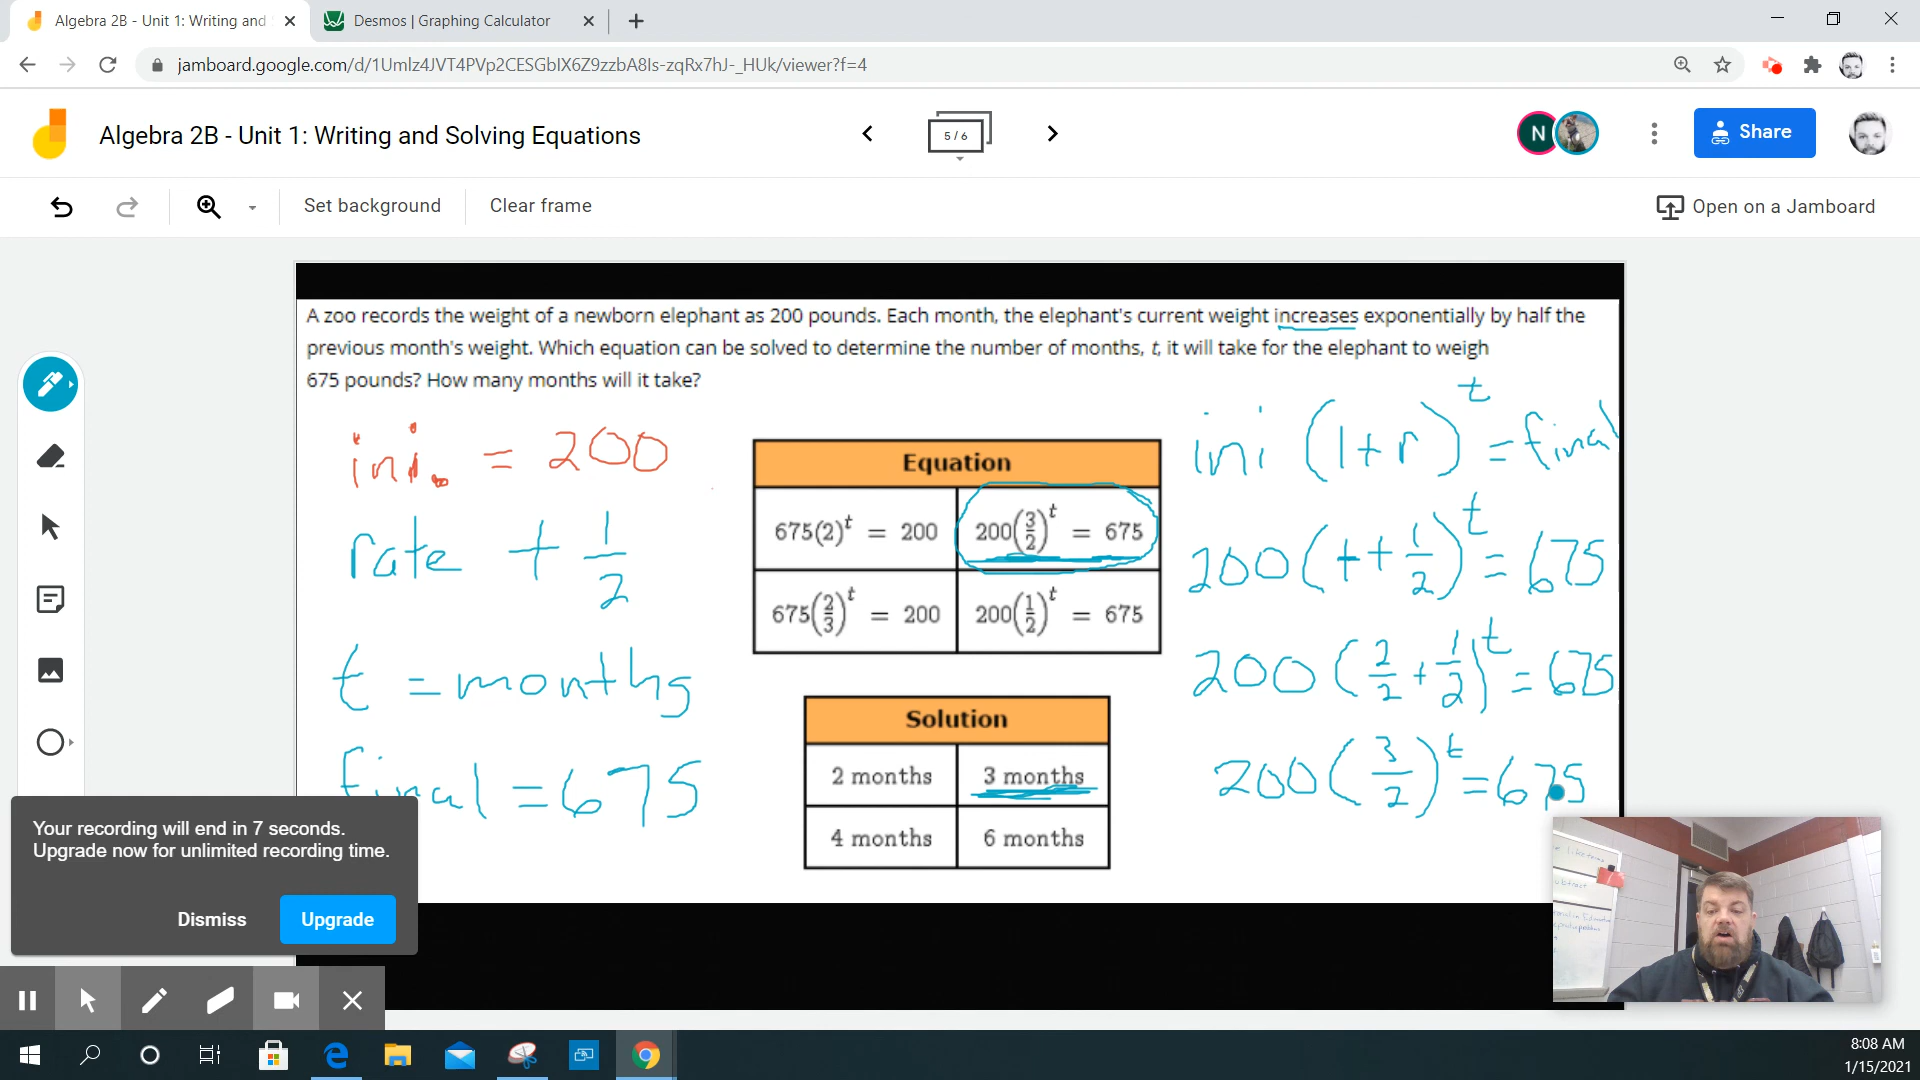 Algebra 2B - Unit 1: Writing and
Desmos | Graphing Calculator
jamboard.google.com/d/1Umlz4JVT4PVp2CESGbIX6Z9zzbA8Is-zqRx7hJ-_HUk/viewer?f=4
Algebra 2B - Unit 1: Writing and Solving Equations
5 / 6
N
Share
Set background
Clear frame
Open on a Jamboard
A zoo records the weight of a newborn elephant as 200 pounds. Each month, the elephant's current weight increases exponentially by half the
previous month's weight. Which equation can be solved to determine the number of months, t, it will take for the elephant to weigh
675 pounds? How many months will it take?
ini. = 200
rate + 1/2
t = months
final = 675
Equation
675(2)^t = 200
200(3/2)^t = 675
675(2/3)^t = 200
200(1/2)^t = 675
Solution
2 months
3 months
4 months
6 months
ini (1+r)^t = final
200(1+1/2)^t = 675
200(2/2+1/2)^t = 675
200(3/2)^t = 675
Your recording will end in 7 seconds.
Upgrade now for unlimited recording time.
Dismiss
Upgrade
8:08 AM
1/15/2021